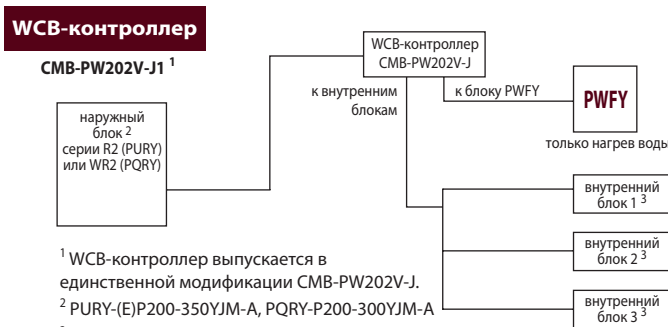 WCB-контроллер
CMB-PW202V-J1 1
наружный
блок 2
серии R2 (PURY)
или WR2 (PQRY)
WCB-контроллер
CMB-PW202V-J
к внутренним
блокам
к блоку PWFY
PWFY
только нагрев воды
внутренний
блок 1 3
внутренний
блок 2 3
внутренний
блок 3 3
1 WCB-контроллер выпускается в
единственной модификации CMB-PW202V-J.
2 PURY-(E)P200-350YJM-A, PQRY-P200-300YJM-A